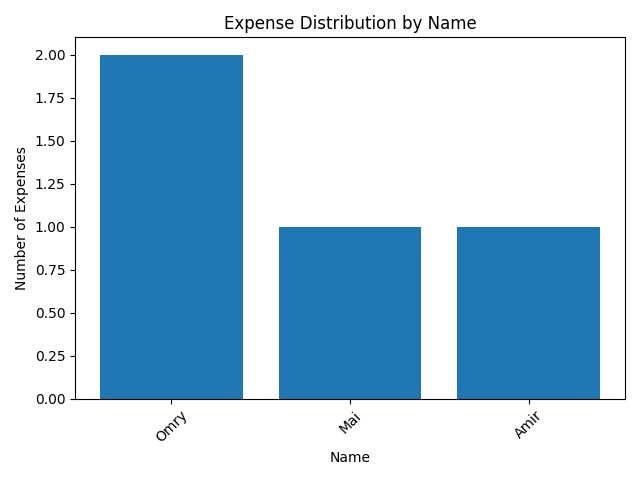 Expense Distribution by Name
Number of Expenses
2.00
1.75
1.50
1.25
1.00
0.75
0.50
0.25
0.00
Omry
Mai
Amir
Name